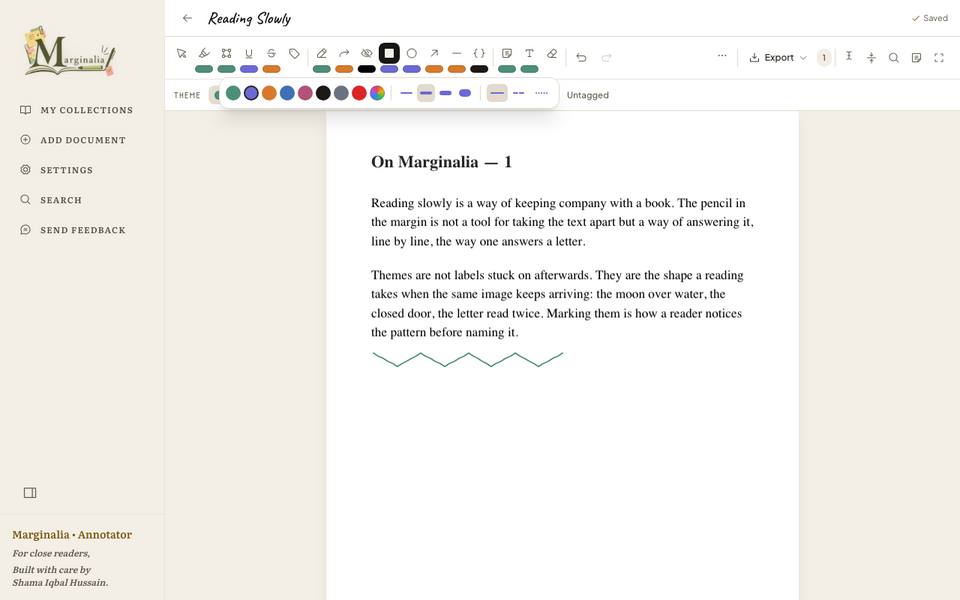 Marginalia
MY COLLECTIONS
ADD DOCUMENT
SETTINGS
SEARCH
SEND FEEDBACK
Marginalia • Annotator
For close readers,
Built with care by
Shama Iqbal Hussain.
Reading Slowly
Saved
Export
1
THEME
Untagged
On Marginalia — 1
Reading slowly is a way of keeping company with a book. The pencil in
the margin is not a tool for taking the text apart but a way of answering it,
line by line, the way one answers a letter.
Themes are not labels stuck on afterwards. They are the shape a reading
takes when the same image keeps arriving: the moon over water, the
closed door, the letter read twice. Marking them is how a reader notices
the pattern before naming it.